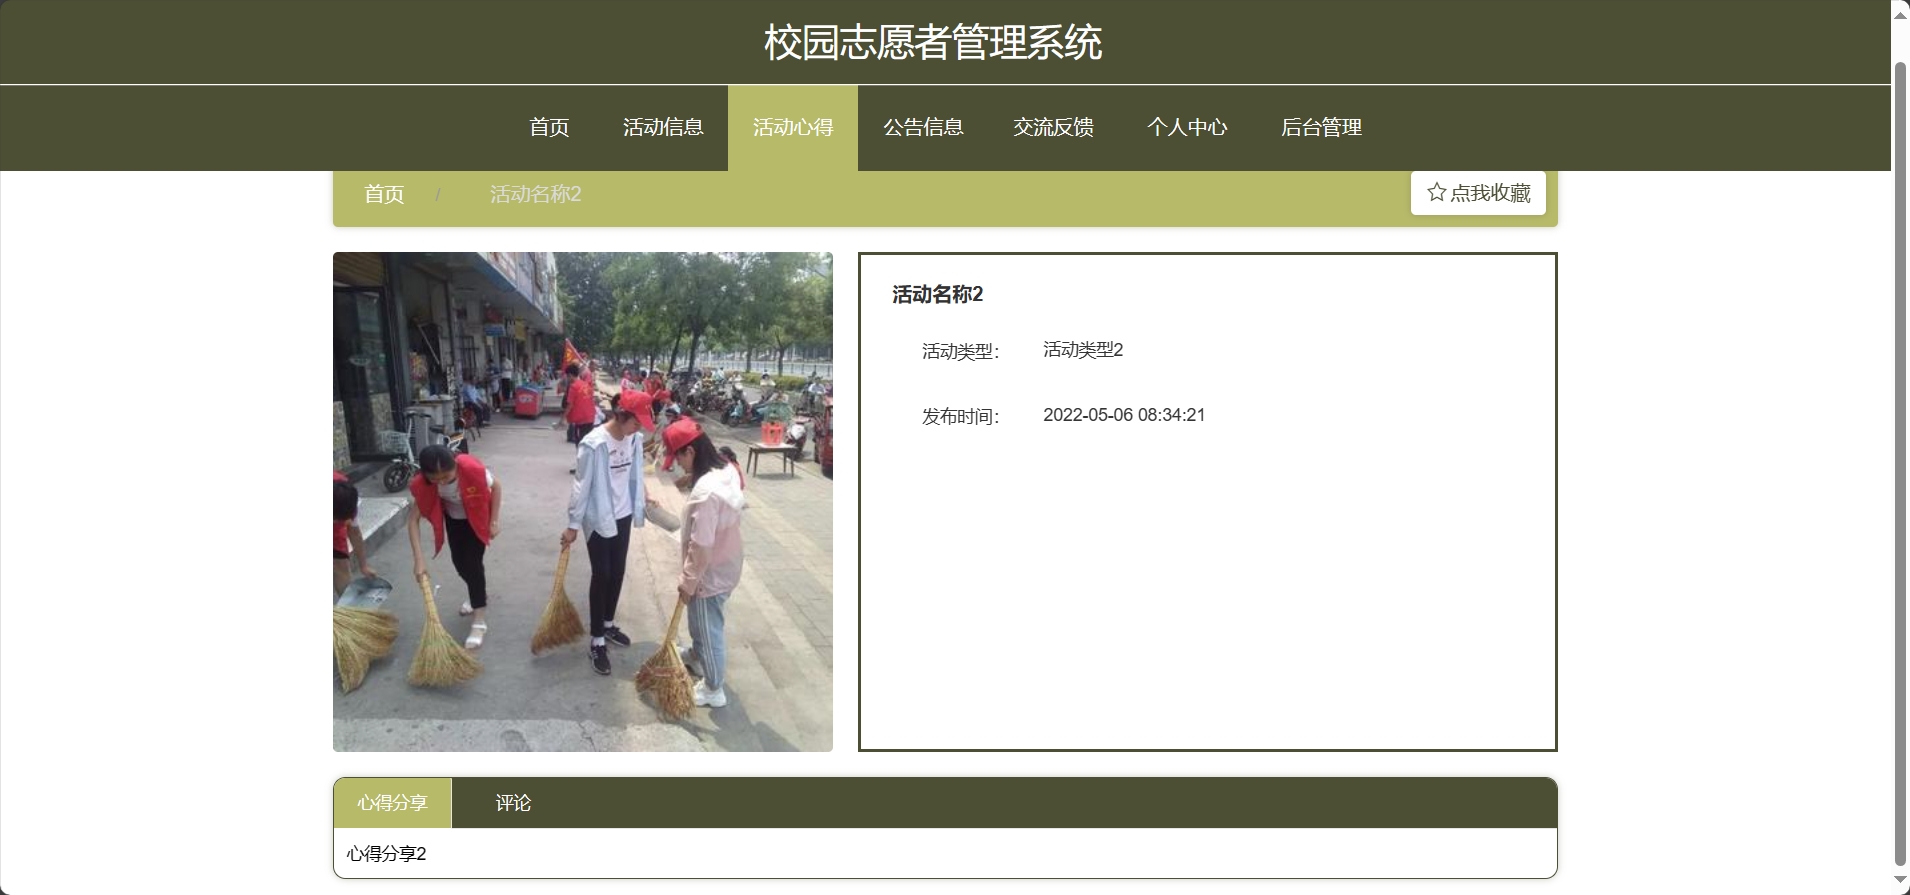 校园志愿者管理系统
首页 活动信息 活动心得 公告信息 交流反馈 个人中心 后台管理
首页 / 活动名称2 点我收藏
活动名称2
活动类型： 活动类型2
发布时间： 2022-05-06 08:34:21
心得分享 评论
心得分享2